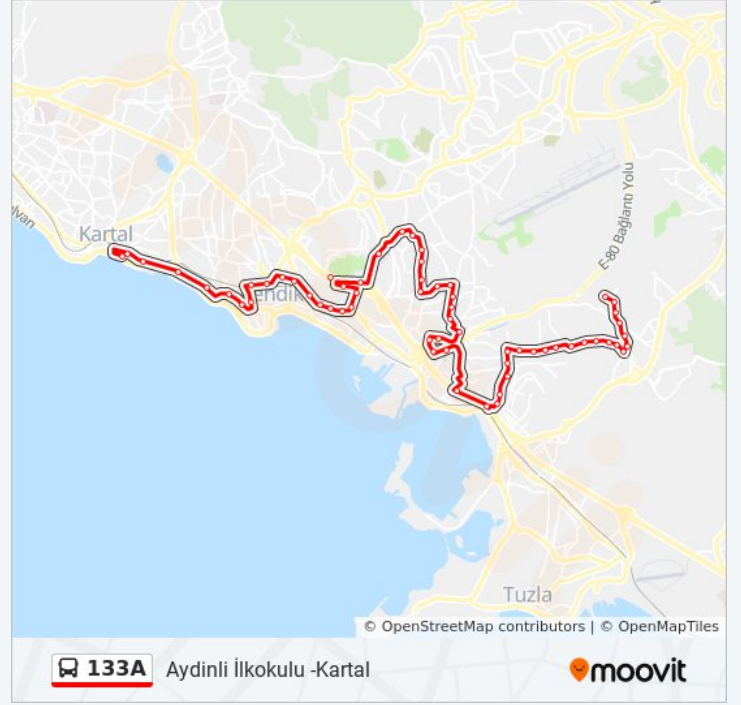 Kartal
E-80 Bağlantı Yolu
Tuzla
© OpenStreetMap contributors | © OpenMapTiles
133A Aydinli İlkokulu -Kartal moovit